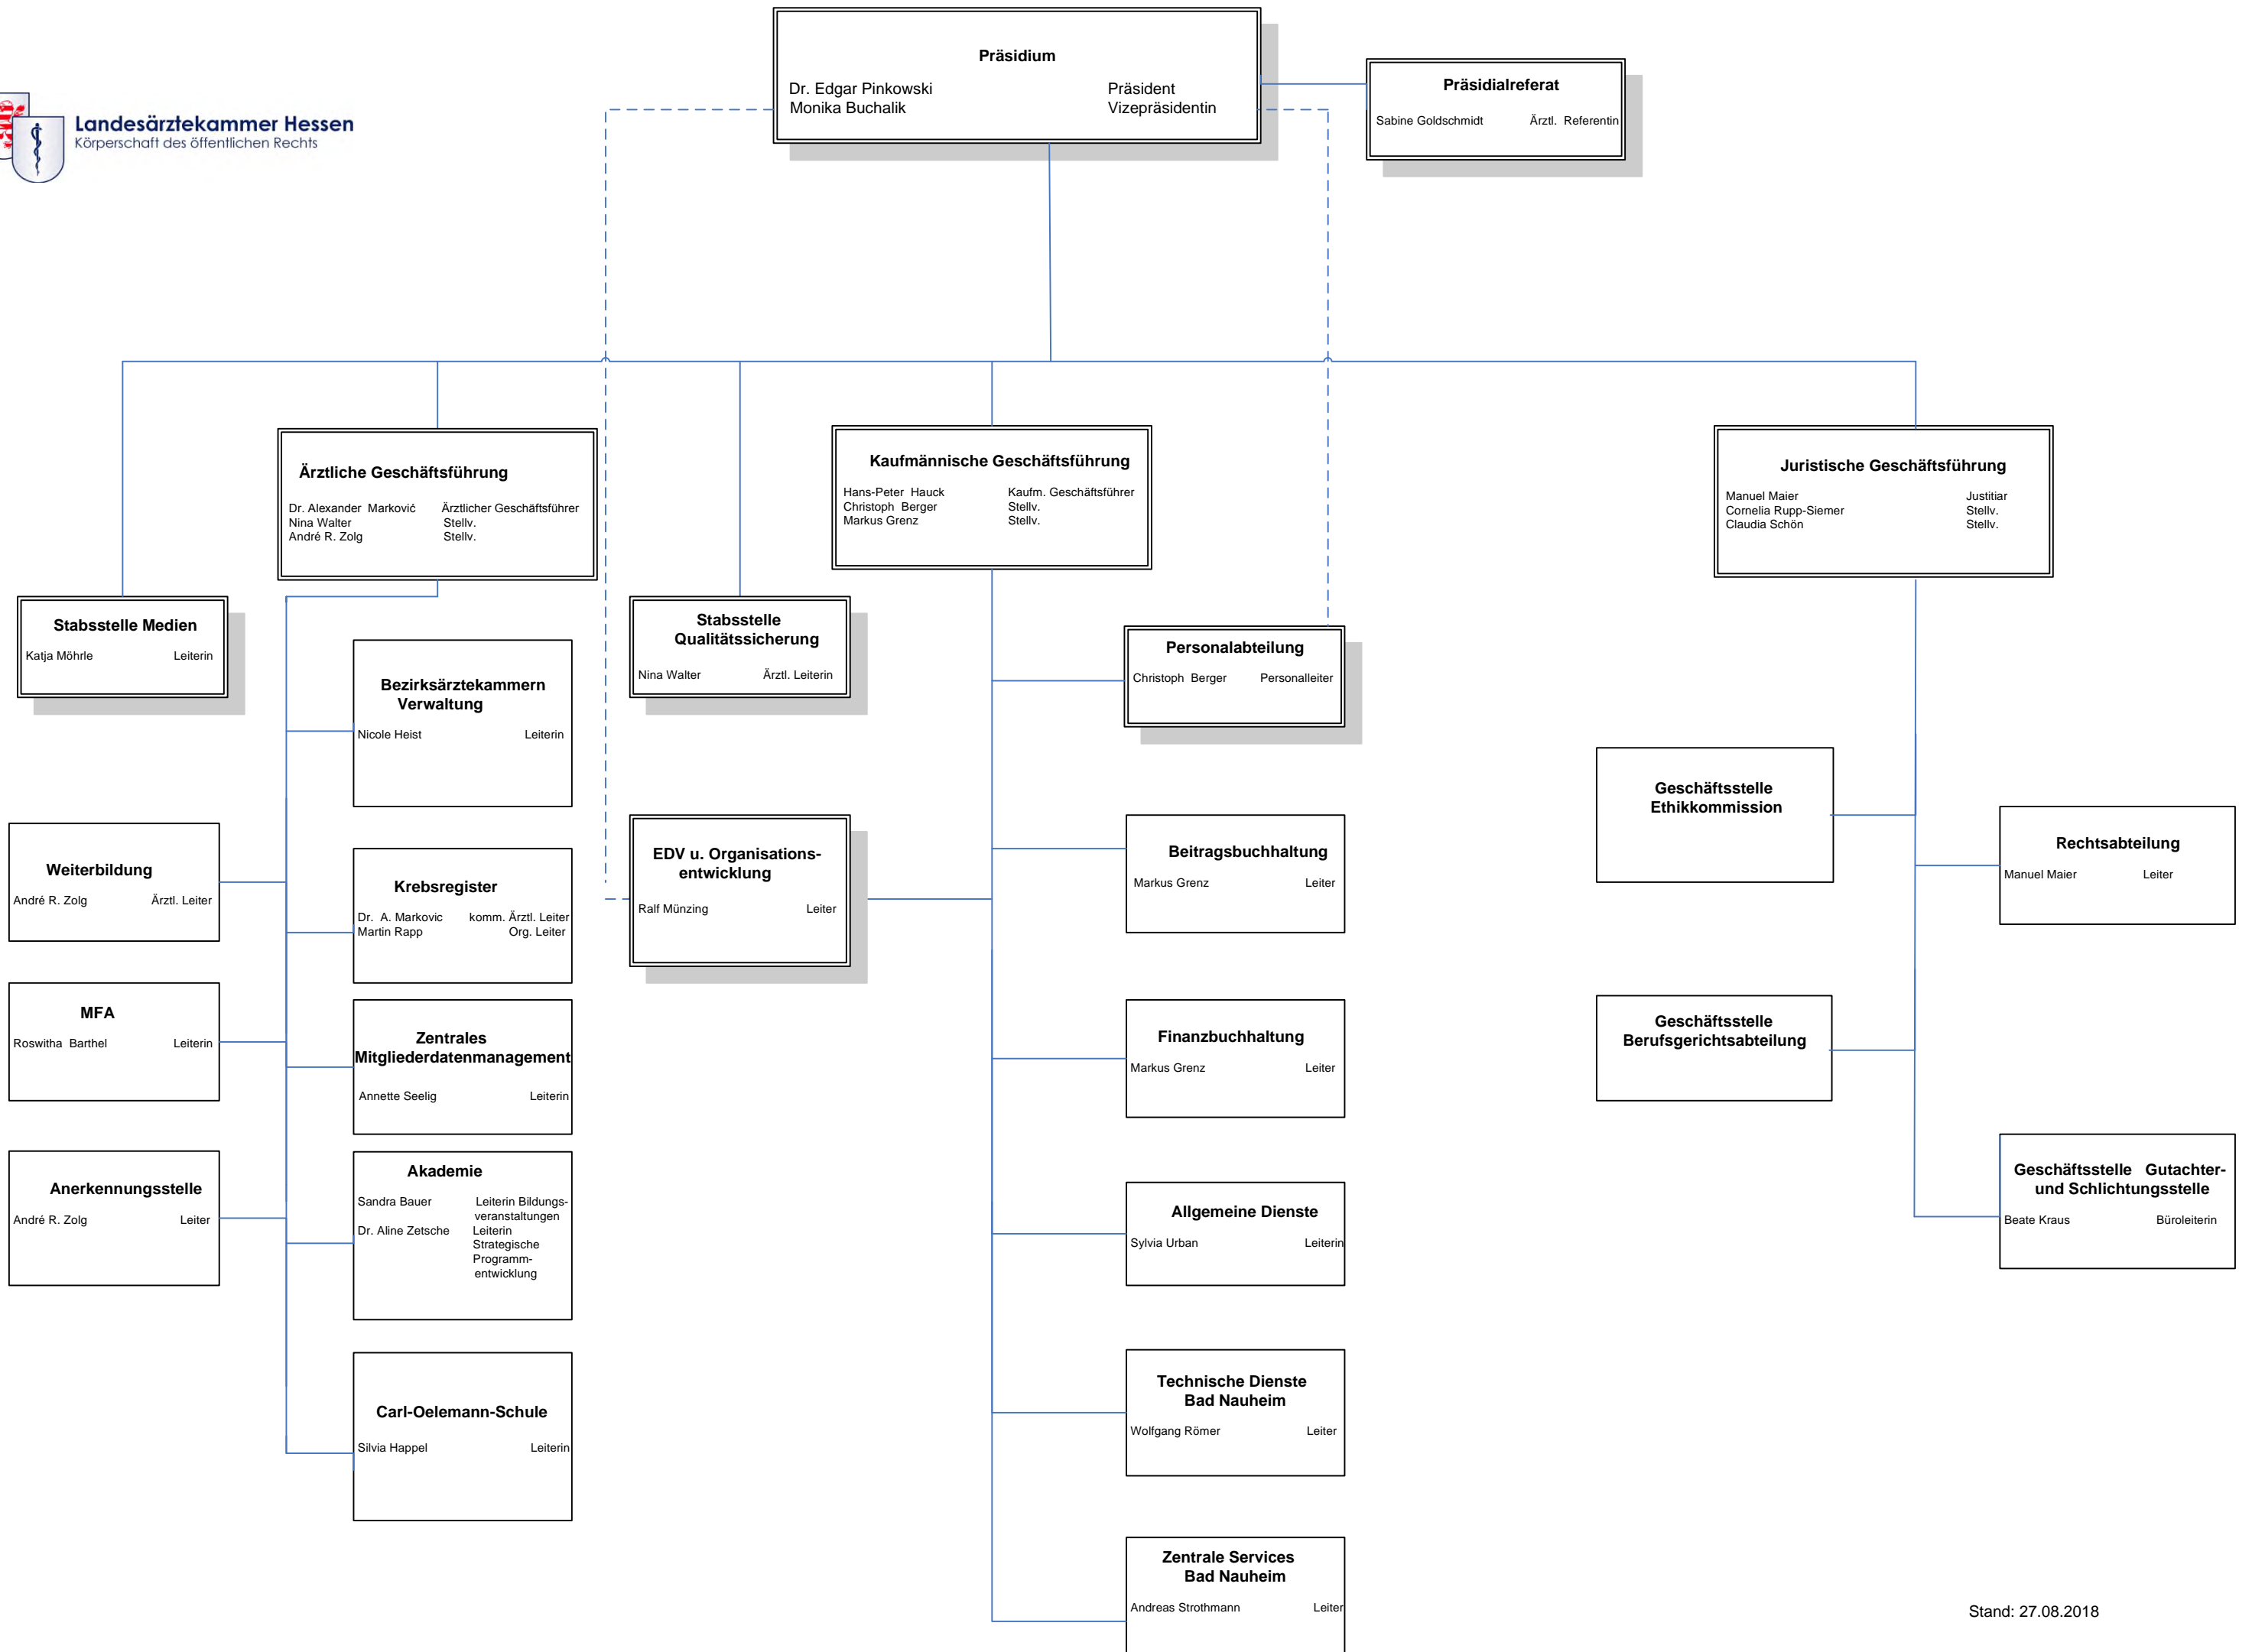 Landesärztekammer Hessen
Körperschaft des öffentlichen Rechts
Präsidium
Dr. Edgar Pinkowski Präsident
Monika Buchalik Vizepräsidentin
Präsidialreferat
Sabine Goldschmidt Ärztl. Referentin
Ärztliche Geschäftsführung
Dr. Alexander Marković Ärztlicher Geschäftsführer
Nina Walter Stellv.
André R. Zolg Stellv.
Kaufmännische Geschäftsführung
Hans-Peter Hauck Kaufm. Geschäftsführer
Christoph Berger Stellv.
Markus Grenz Stellv.
Juristische Geschäftsführung
Manuel Maier Justitiar
Cornelia Rupp-Siemer Stellv.
Claudia Schön Stellv.
Stabsstelle Medien
Katja Möhrle Leiterin
Stabsstelle
Qualitätssicherung
Nina Walter Ärztl. Leiterin
Personalabteilung
Christoph Berger Personalleiter
Bezirksärztekammern
Verwaltung
Nicole Heist Leiterin
Weiterbildung
André R. Zolg Ärztl. Leiter
Krebsregister
Dr. A. Markovic komm. Ärztl. Leiter
Martin Rapp Org. Leiter
EDV u. Organisations-
entwicklung
Ralf Münzing Leiter
Beitragsbuchhaltung
Markus Grenz Leiter
Geschäftsstelle
Ethikkommission
Rechtsabteilung
Manuel Maier Leiter
MFA
Roswitha Barthel Leiterin
Zentrales
Mitgliederdatenmanagement
Annette Seelig Leiterin
Finanzbuchhaltung
Markus Grenz Leiter
Geschäftsstelle
Berufsgerichtsabteilung
Anerkennungsstelle
André R. Zolg Leiter
Akademie
Sandra Bauer Leiterin Bildungs-
veranstaltungen
Dr. Aline Zetsche Leiterin
Strategische
Programm-
entwicklung
Allgemeine Dienste
Sylvia Urban Leiterin
Geschäftsstelle Gutachter-
und Schlichtungsstelle
Beate Kraus Büroleiterin
Carl-Oelemann-Schule
Silvia Happel Leiterin
Technische Dienste
Bad Nauheim
Wolfgang Römer Leiter
Zentrale Services
Bad Nauheim
Andreas Strothmann Leiter
Stand: 27.08.2018